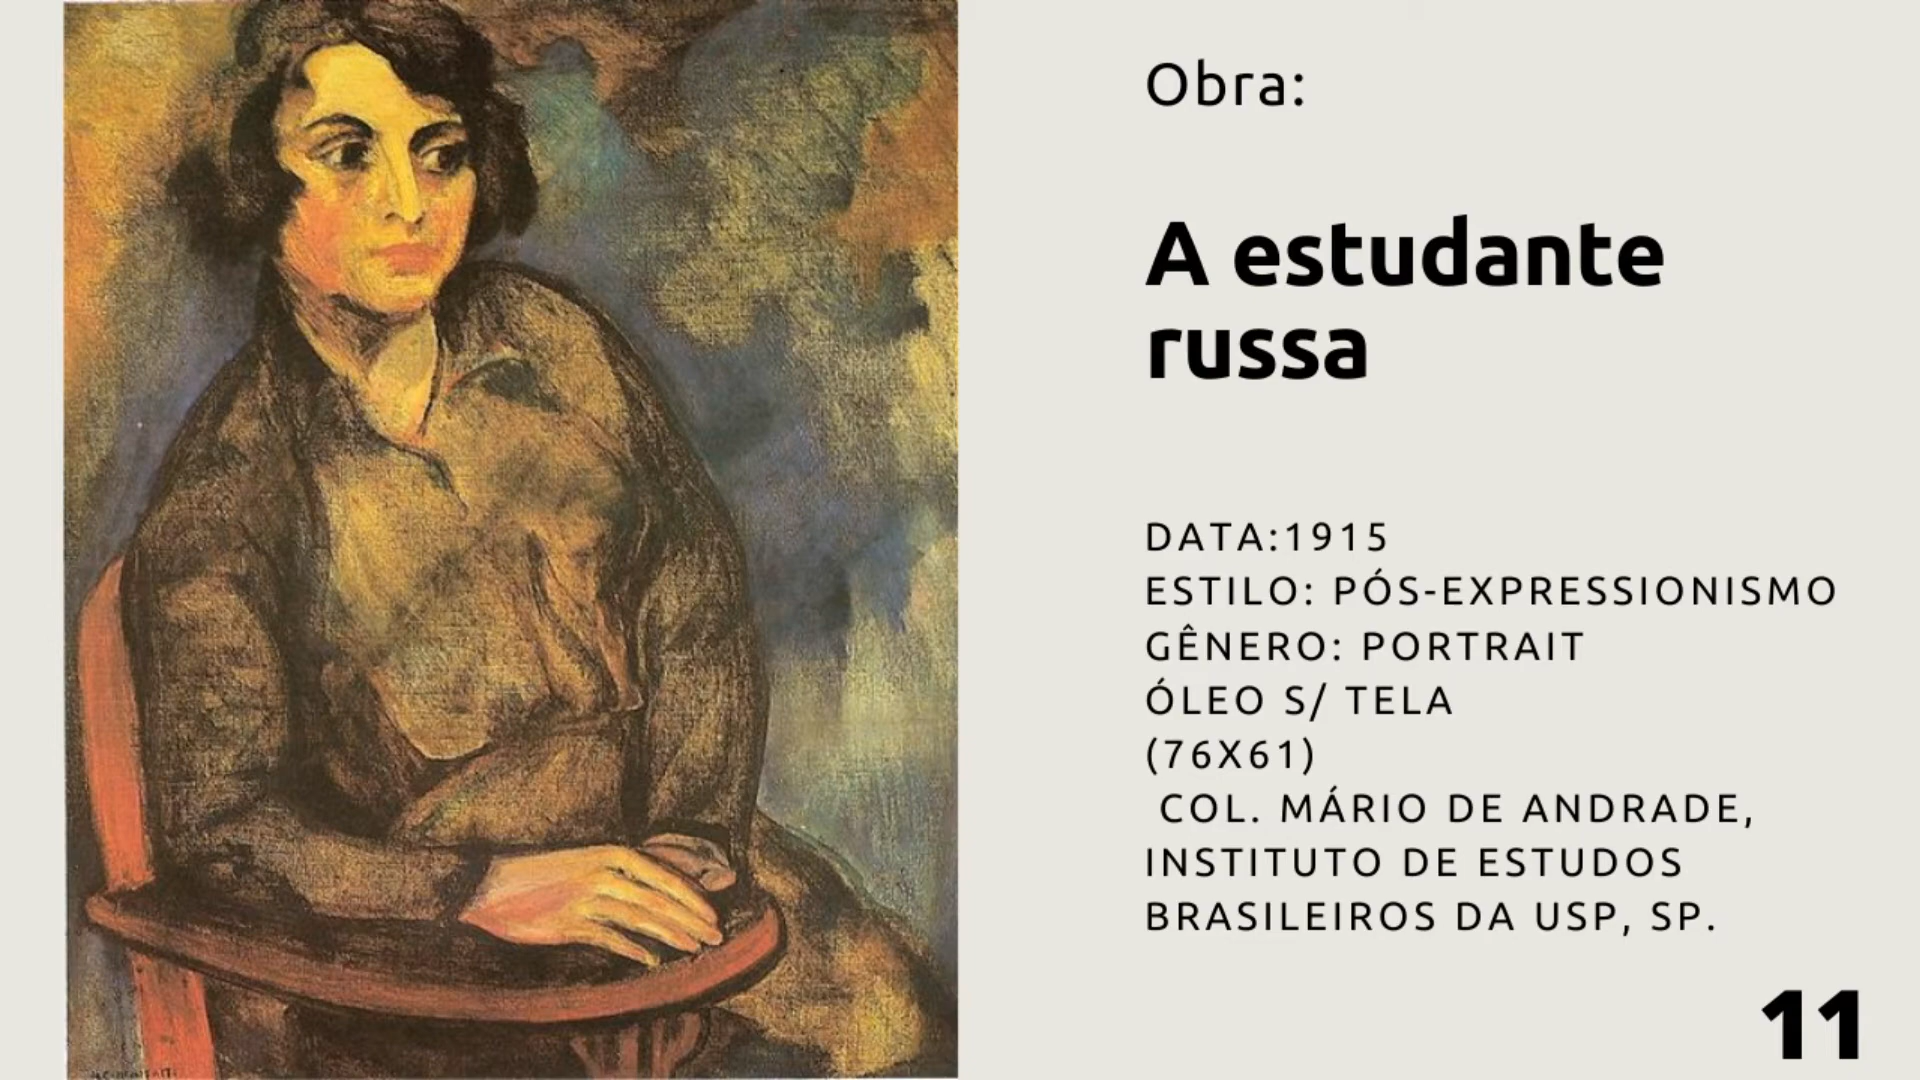 Obra:
A estudante
russa
DATA:1915
ESTILO: PÓS-EXPRESSIONISMO
GÊNERO: PORTRAIT
ÓLEO S/ TELA
(76X61)
COL. MÁRIO DE ANDRADE,
INSTITUTO DE ESTUDOS
BRASILEIROS DA USP, SP.
11